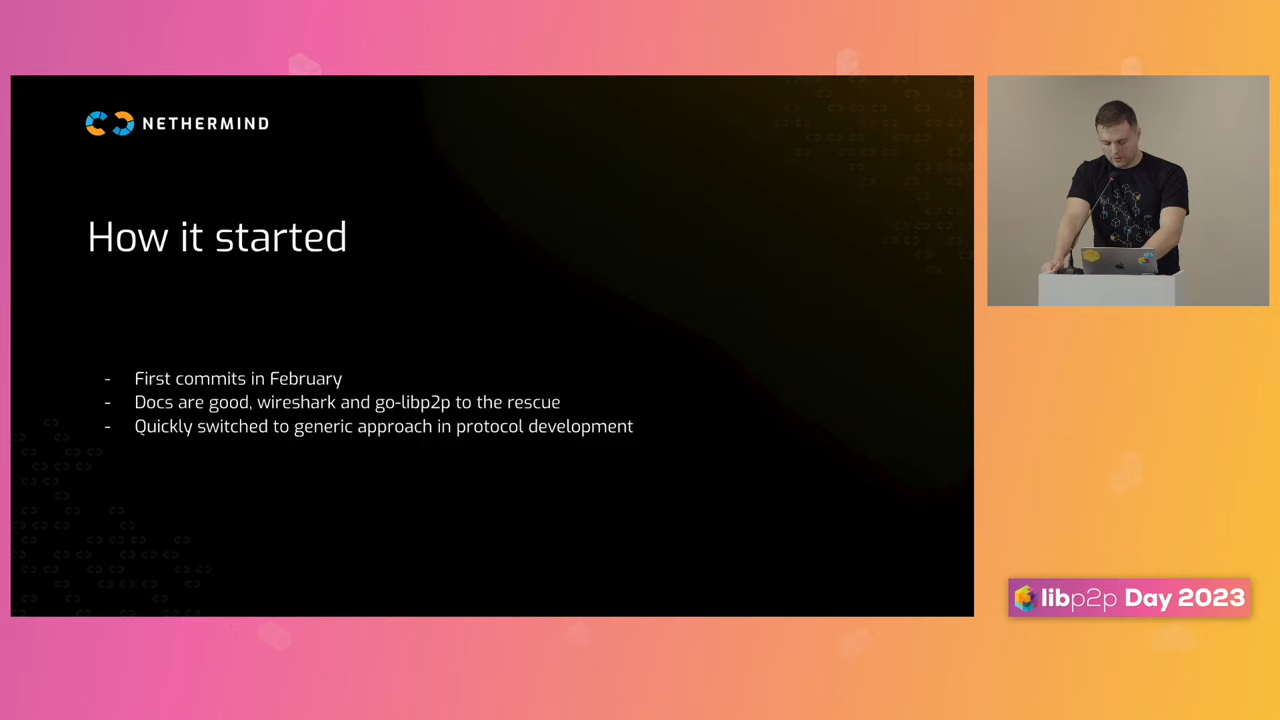 NETHERMIND
How it started
- First commits in February
- Docs are good, wireshark and go-libp2p to the rescue
- Quickly switched to generic approach in protocol development
libp2p Day 2023